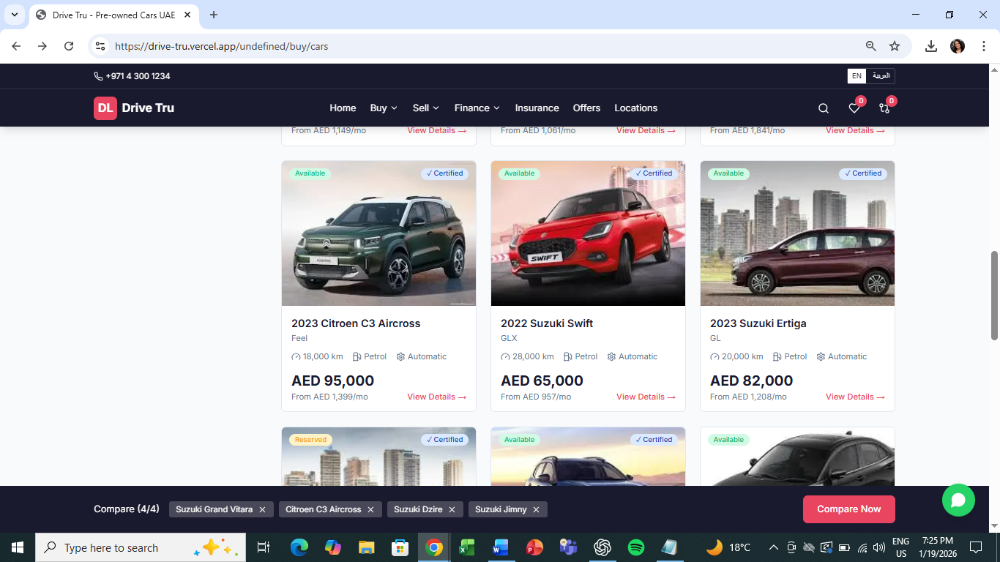 Drive Tru - Pre-owned Cars UAE
https://drive-tru.vercel.app/undefined/buy/cars
+971 4 300 1234
EN العربية
DL Drive Tru Home Buy Sell Finance Insurance Offers Locations 0 0
From AED 1,149/mo View Details → From AED 1,061/mo View Details → From AED 1,841/mo View Details →
Available ✓ Certified Available ✓ Certified Available ✓ Certified
SWIFT
2023 Citroen C3 Aircross 2022 Suzuki Swift 2023 Suzuki Ertiga
Feel GLX GL
18,000 km Petrol Automatic 28,000 km Petrol Automatic 20,000 km Petrol Automatic
AED 95,000 AED 65,000 AED 82,000
From AED 1,399/mo View Details → From AED 957/mo View Details → From AED 1,208/mo View Details →
Reserved ✓ Certified Available ✓ Certified Available
Compare (4/4) Suzuki Grand Vitara × Citroen C3 Aircross × Suzuki Dzire × Suzuki Jimny × Compare Now
Type here to search 18°C ENG 7:25 PM
US 1/19/2026